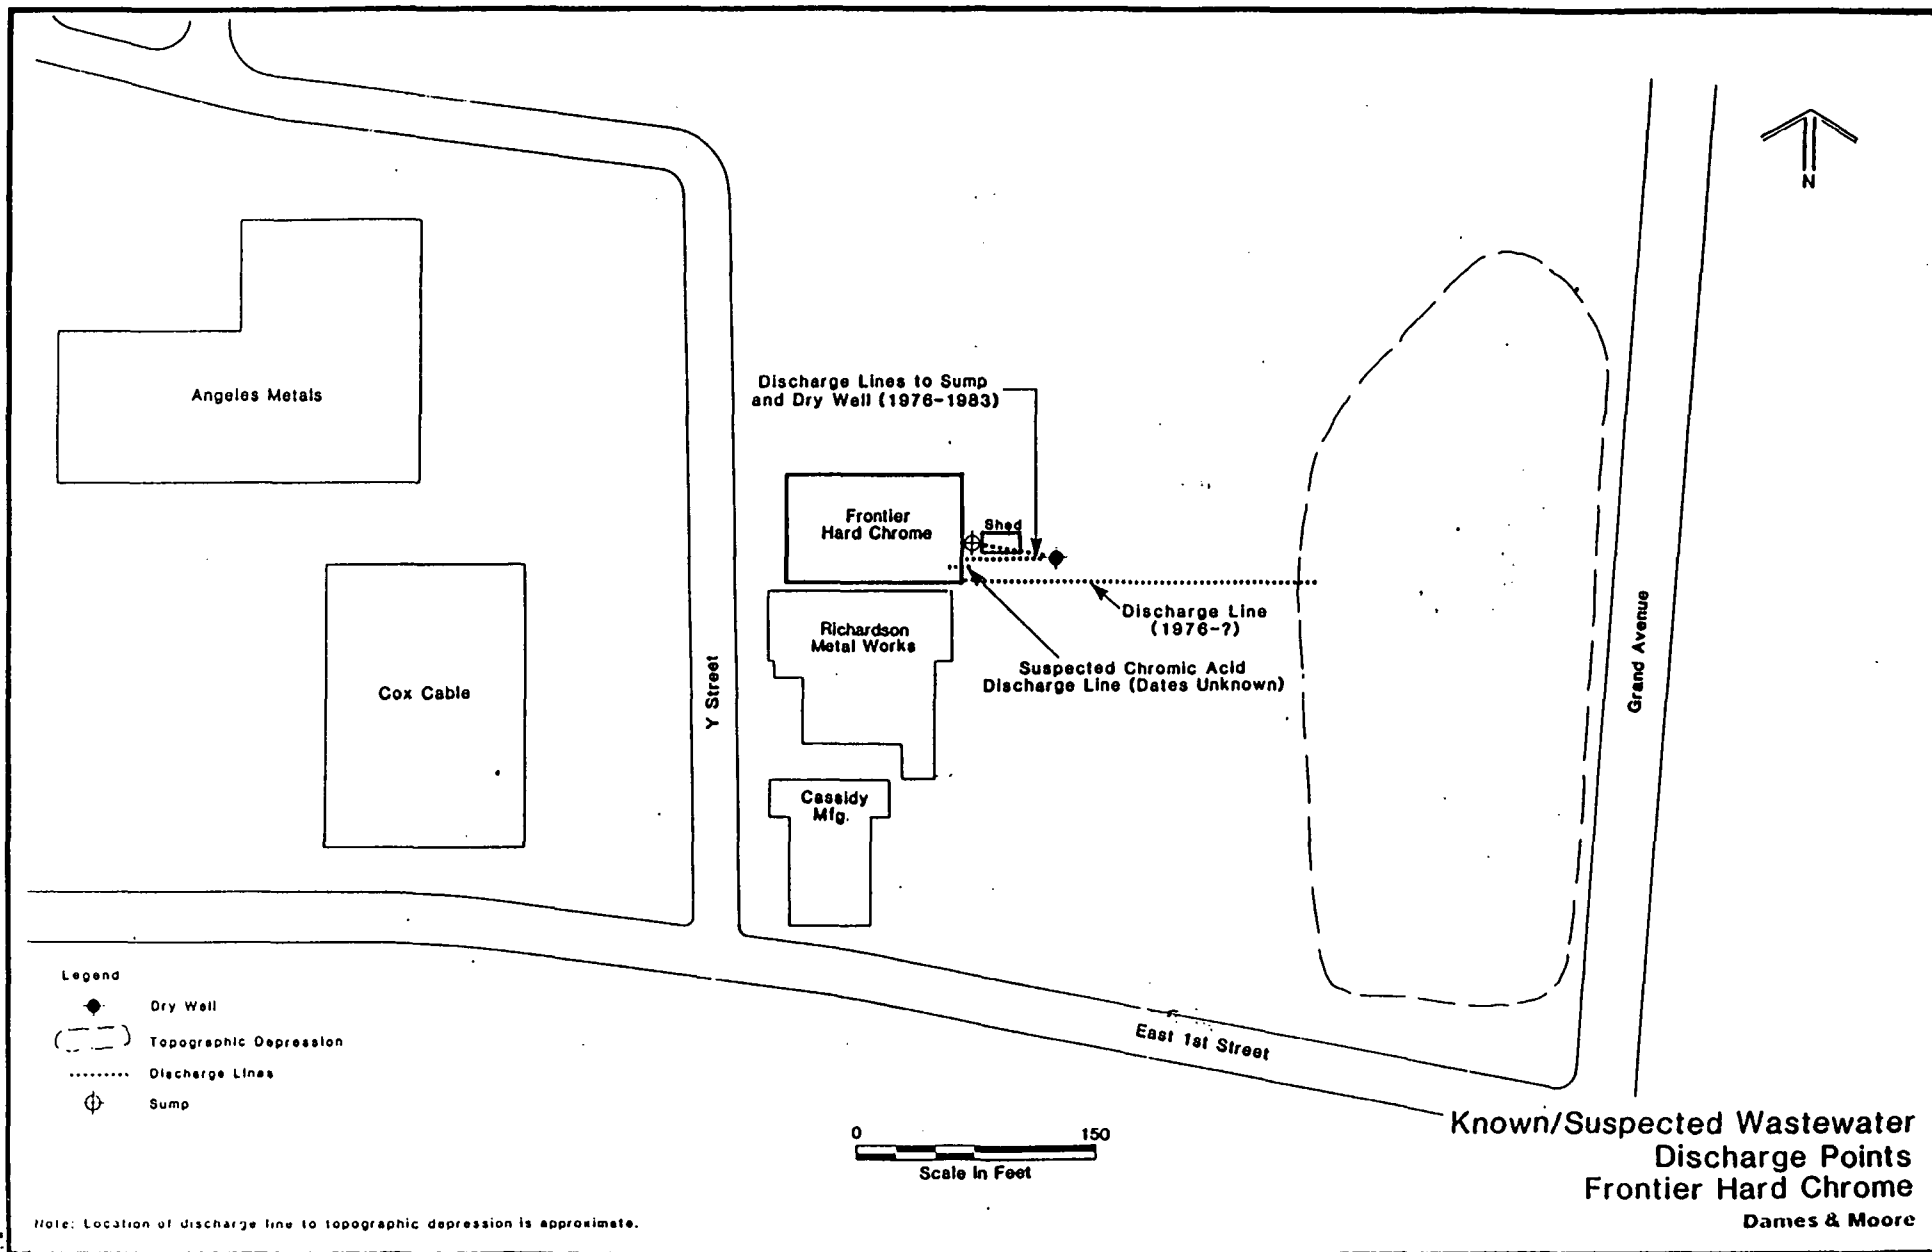 N
Angeles Metals
Discharge Lines to Sump
and Dry Well (1976-1983)
Frontier
Hard Chrome
Shed
Discharge Line
(1976-?)
Richardson
Metal Works
Suspected Chromic Acid
Discharge Line (Dates Unknown)
Cox Cable
Y Street
Grand Avenue
Cassidy
Mfg.
East 1st Street
Legend
Dry Well
Topographic Depression
Discharge Lines
Sump
0 150
Scale in Feet
Known/Suspected Wastewater
Discharge Points
Frontier Hard Chrome
Dames & Moore
Note: Location of discharge line to topographic depression is approximate.